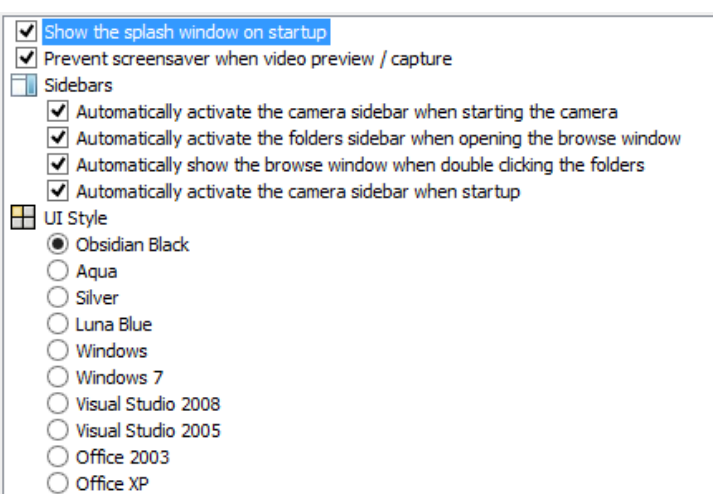 Show the splash window on startup
Prevent screensaver when video preview / capture
Sidebars
Automatically activate the camera sidebar when starting the camera
Automatically activate the folders sidebar when opening the browse window
Automatically show the browse window when double clicking the folders
Automatically activate the camera sidebar when startup
UI Style
Obsidian Black
Aqua
Silver
Luna Blue
Windows
Windows 7
Visual Studio 2008
Visual Studio 2005
Office 2003
Office XP